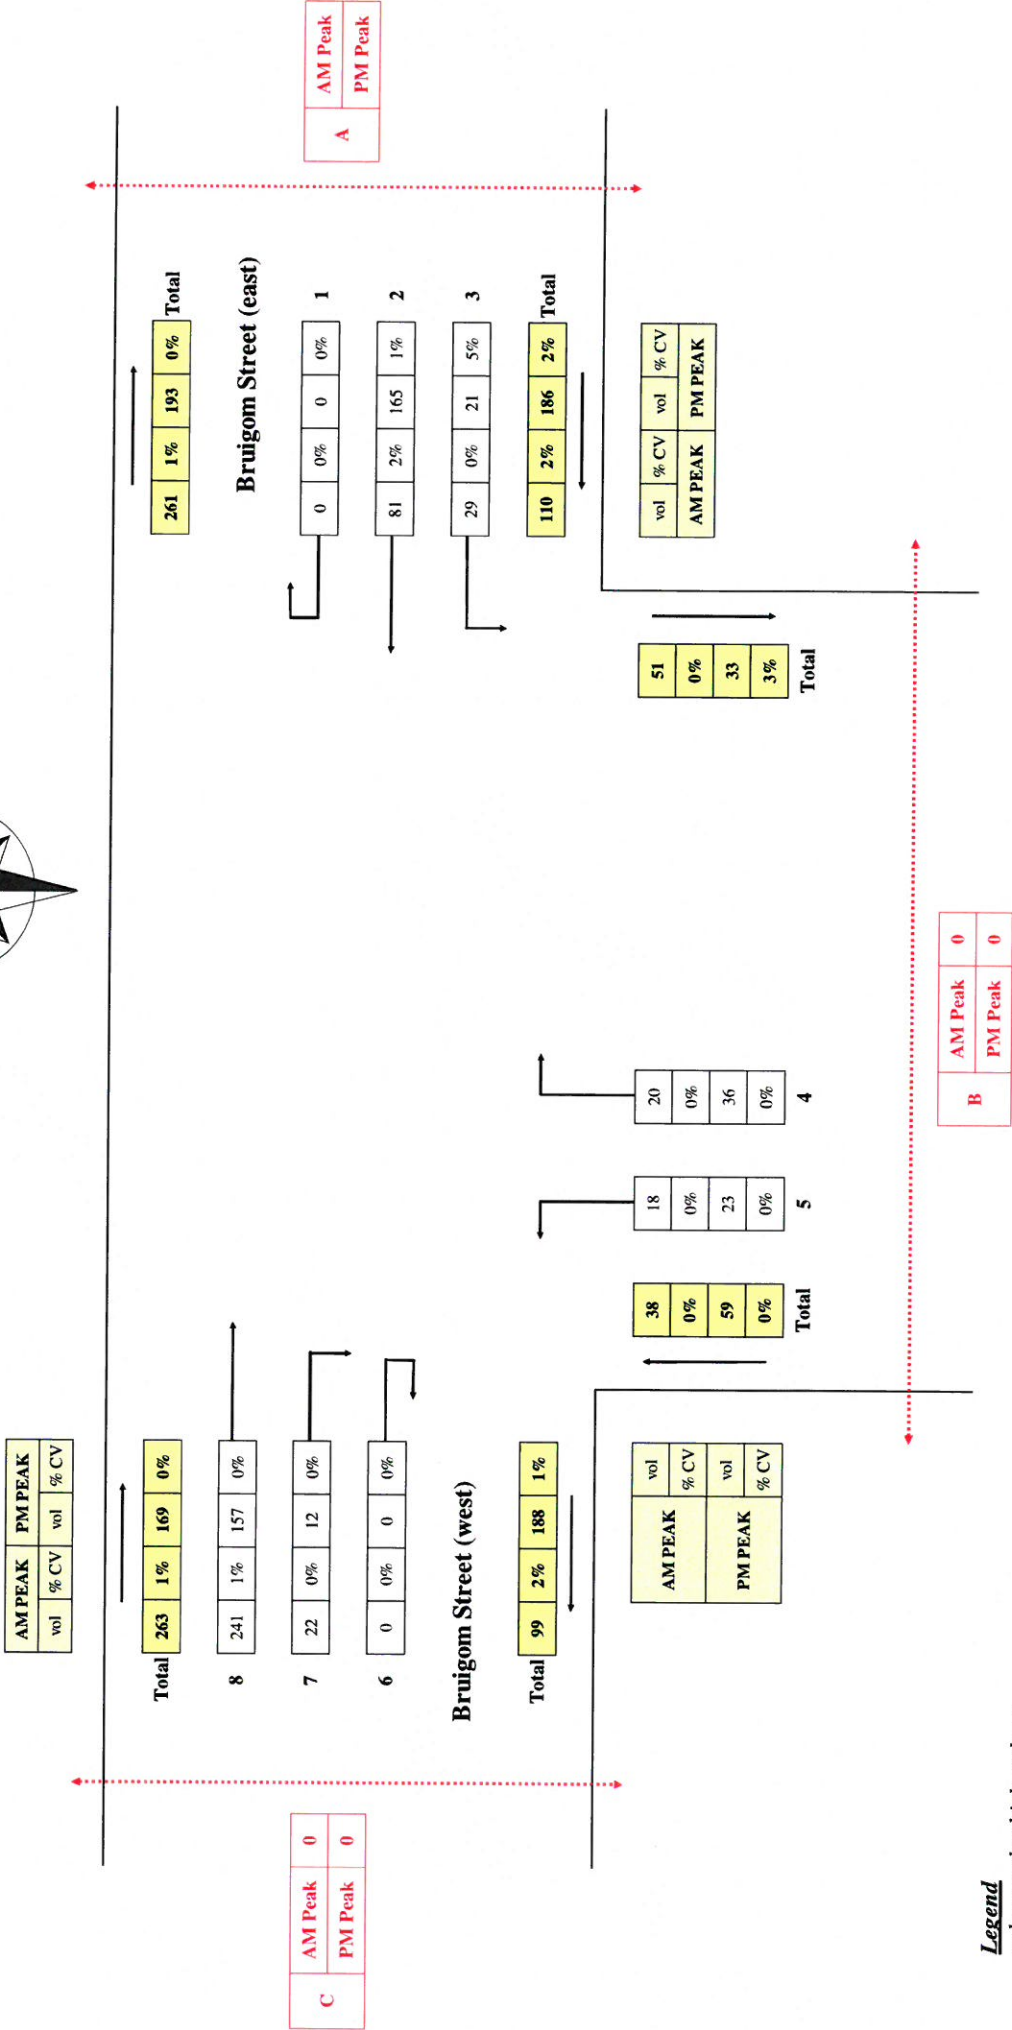 AM PEAK PM PEAK
vol % CV vol % CV
Total 263 1% 169 0%
261 1% 193 0% Total
8 241 1% 157 0%
Bruigom Street (east)
7 22 0% 12 0%
0 0% 0 0% 1
C AM Peak 0
PM Peak 0
A AM Peak
PM Peak
6 0 0% 0 0%
81 2% 165 1% 2
Bruigom Street (west)
29 0% 21 5% 3
Total 99 2% 188 1%
110 2% 186 2% Total
AM PEAK vol
% CV
PM PEAK vol
% CV
38
0%
59
0%
Total
18
0%
23
0%
5
20
0%
36
0%
4
51
0%
33
3%
Total
vol % CV vol % CV
AM PEAK PM PEAK
B AM Peak 0
PM Peak 0
Legend